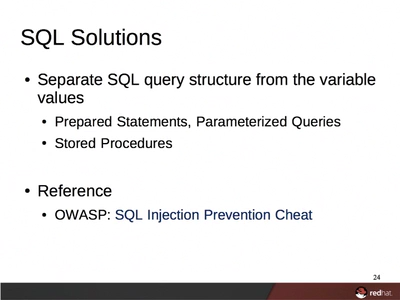 SQL Solutions
• Separate SQL query structure from the variable
values
• Prepared Statements, Parameterized Queries
• Stored Procedures
• Reference
• OWASP: SQL Injection Prevention Cheat
24
redhat